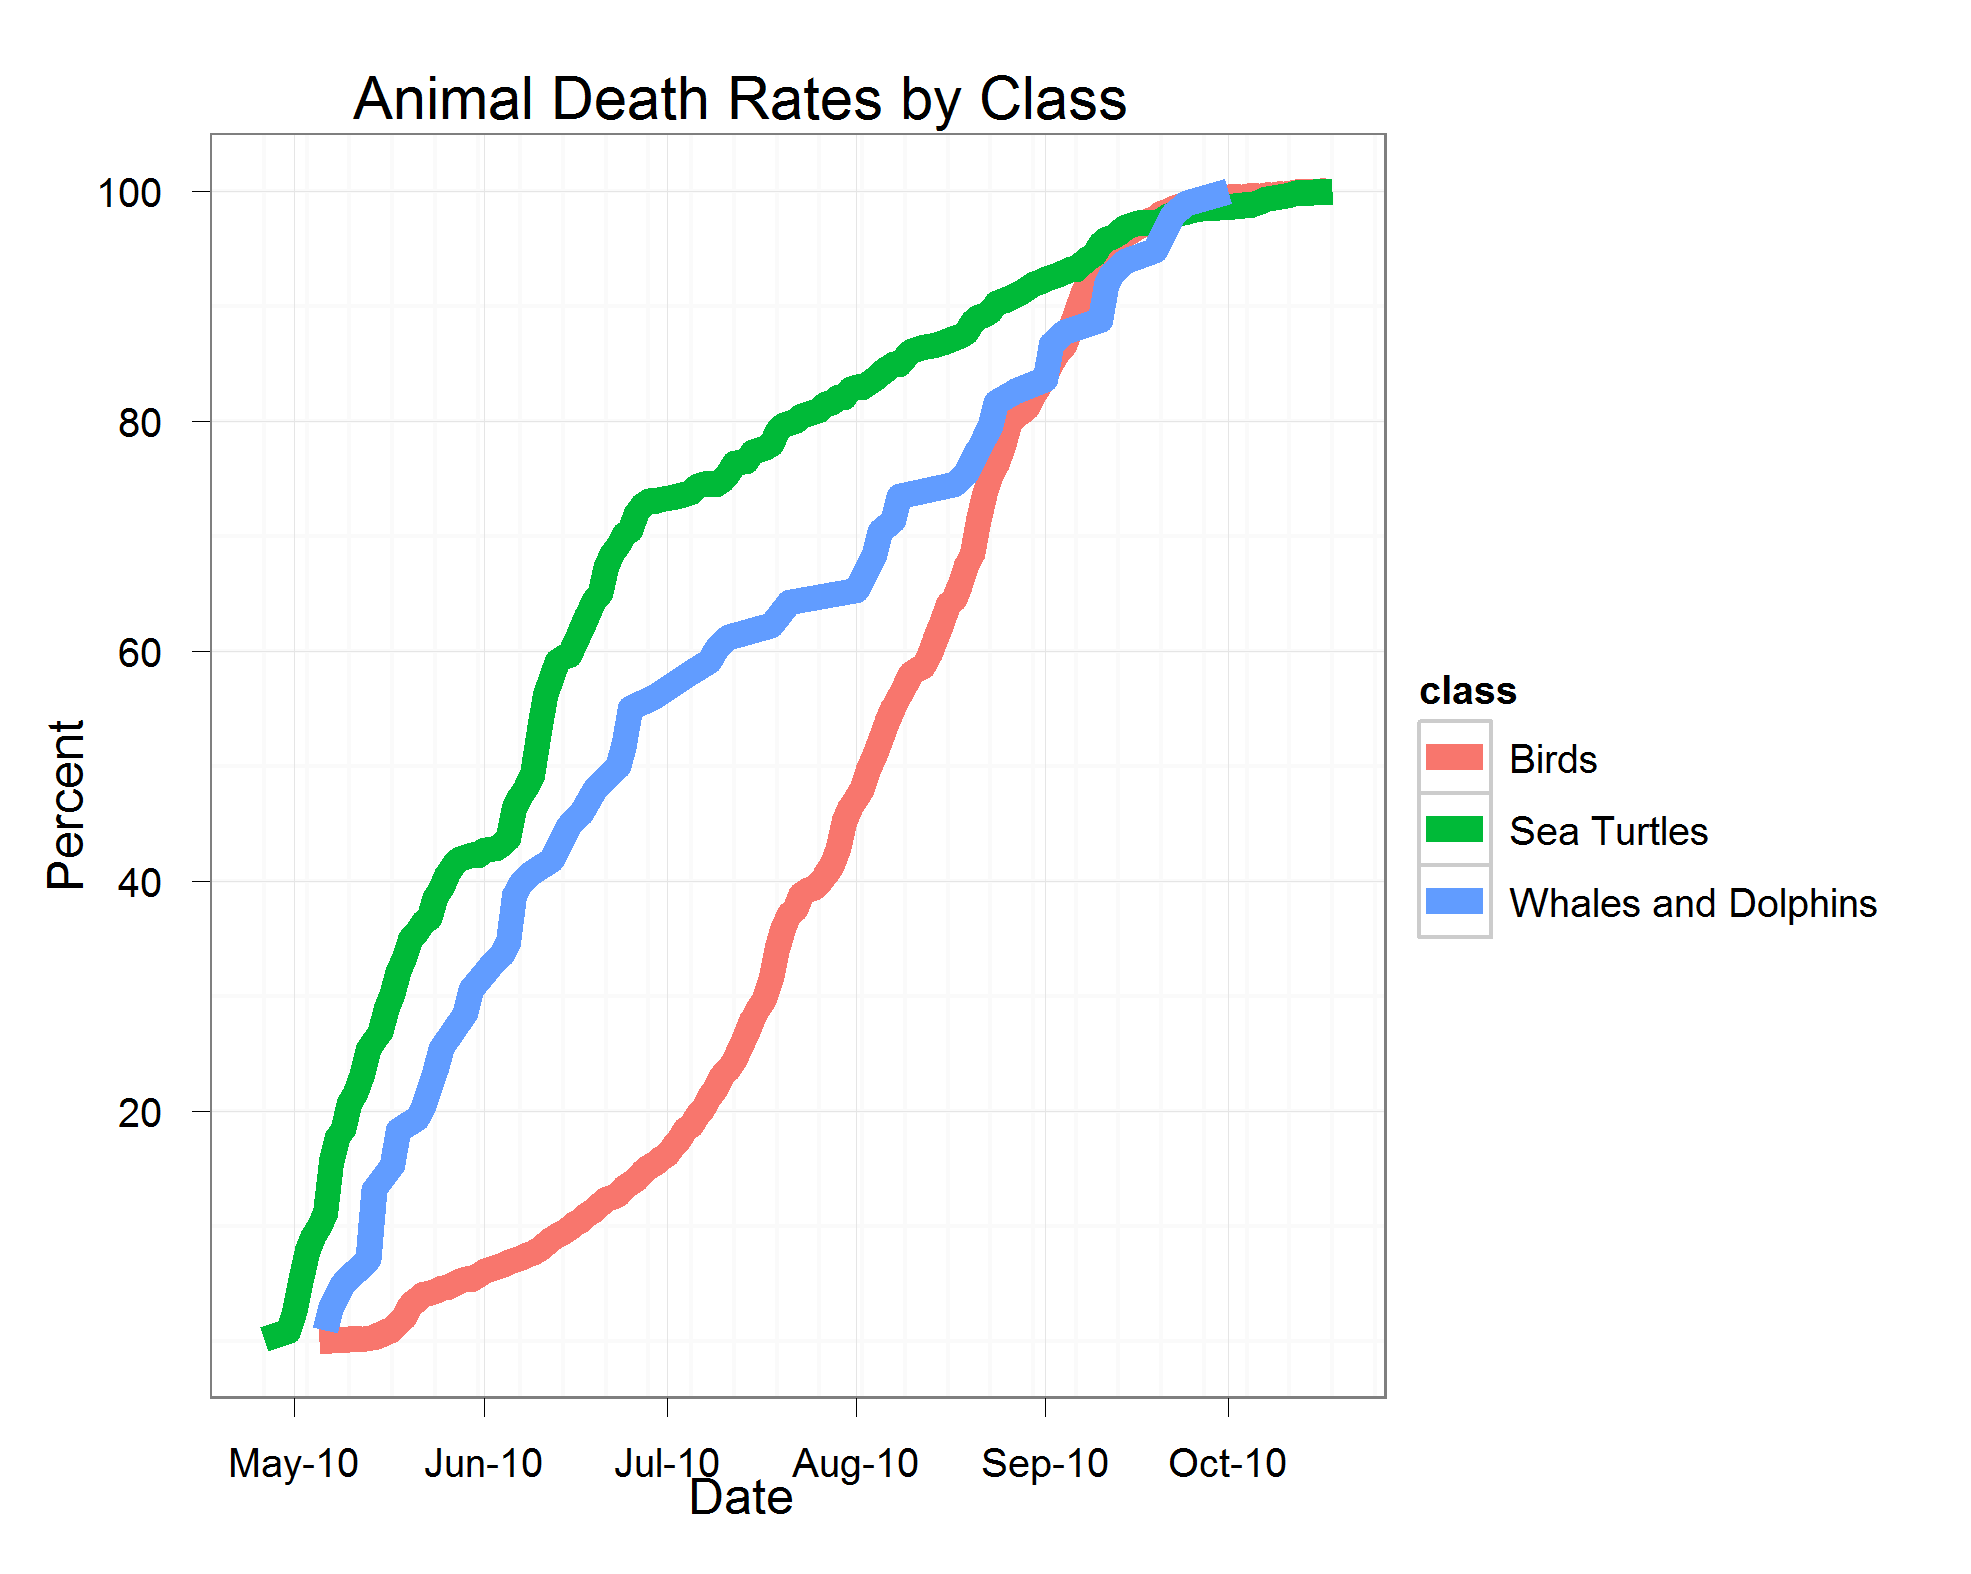 Animal Death Rates by Class
100
80
60
40
20
Percent
May-10 Jun-10 Jul-10 Aug-10 Sep-10 Oct-10
Date
class
Birds
Sea Turtles
Whales and Dolphins